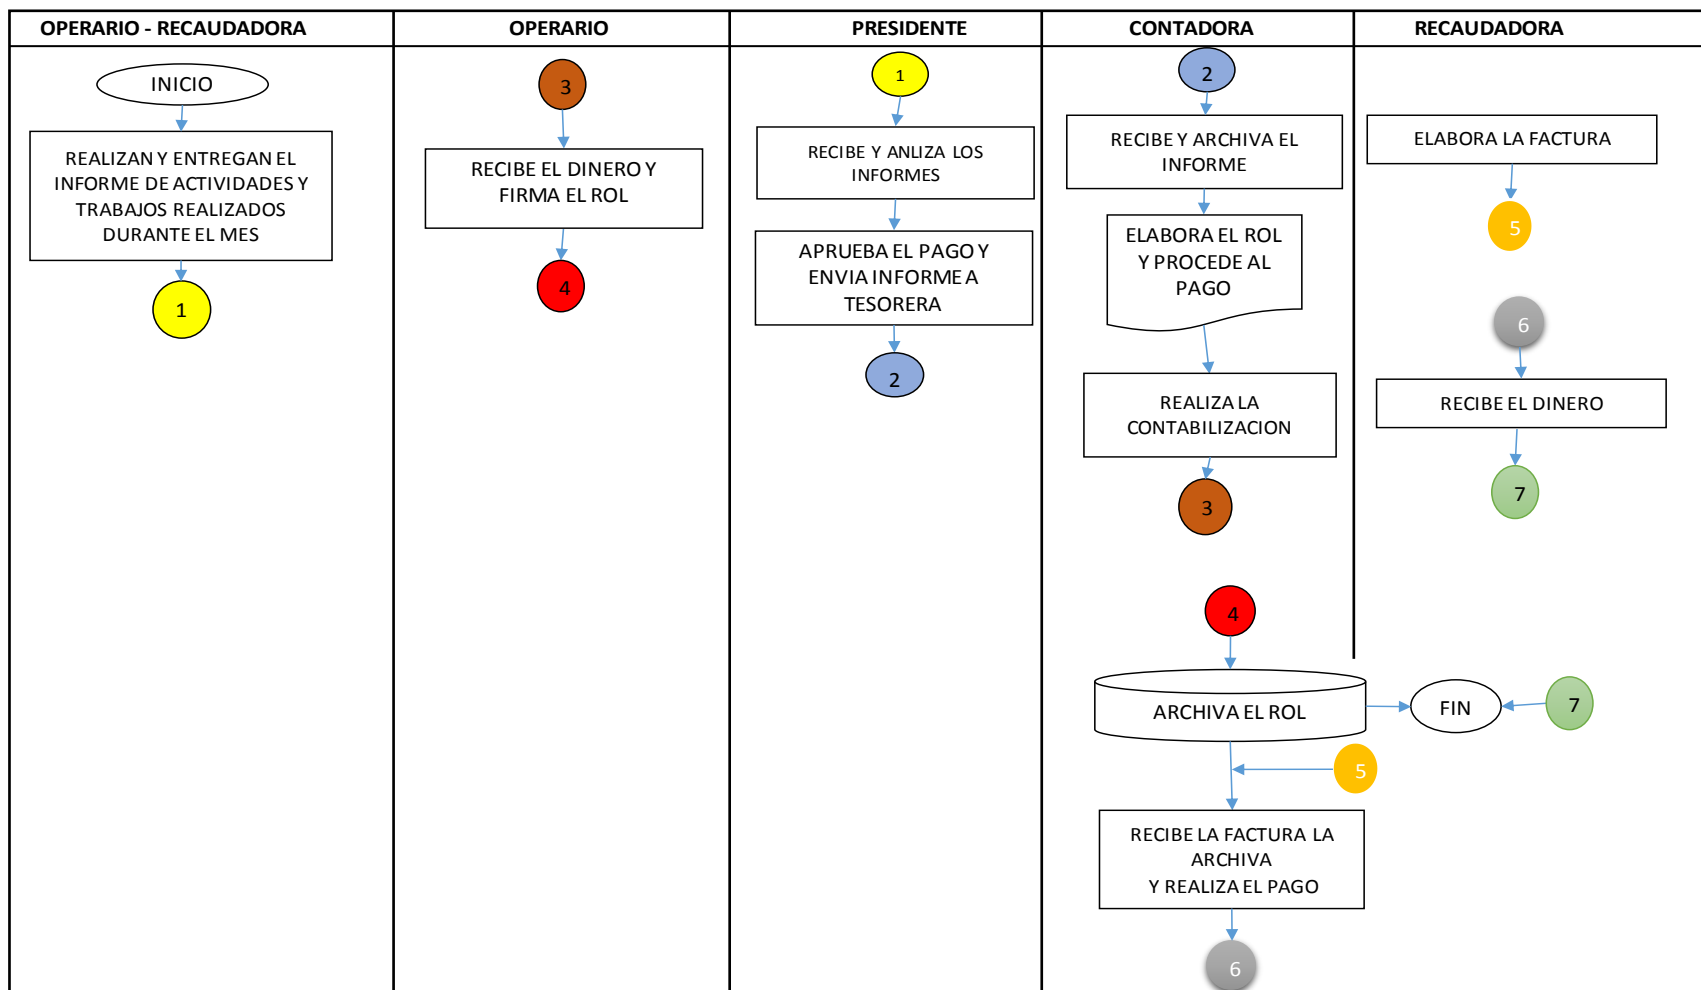 OPERARIO - RECAUDADORA
OPERARIO
PRESIDENTE
CONTADORA
RECAUDADORA
INICIO
REALIZAN Y ENTREGAN EL
INFORME DE ACTIVIDADES Y
TRABAJOS REALIZADOS
DURANTE EL MES
1
3
RECIBE EL DINERO Y
FIRMA EL ROL
4
1
RECIBE Y ANLIZA LOS
INFORMES
APRUEBA EL PAGO Y
ENVIA INFORME A
TESORERA
2
2
RECIBE Y ARCHIVA EL
INFORME
ELABORA EL ROL
Y PROCEDE AL
PAGO
REALIZA LA
CONTABILIZACION
3
4
ARCHIVA EL ROL
FIN
7
5
RECIBE LA FACTURA LA
ARCHIVA
Y REALIZA EL PAGO
6
ELABORA LA FACTURA
5
6
RECIBE EL DINERO
7